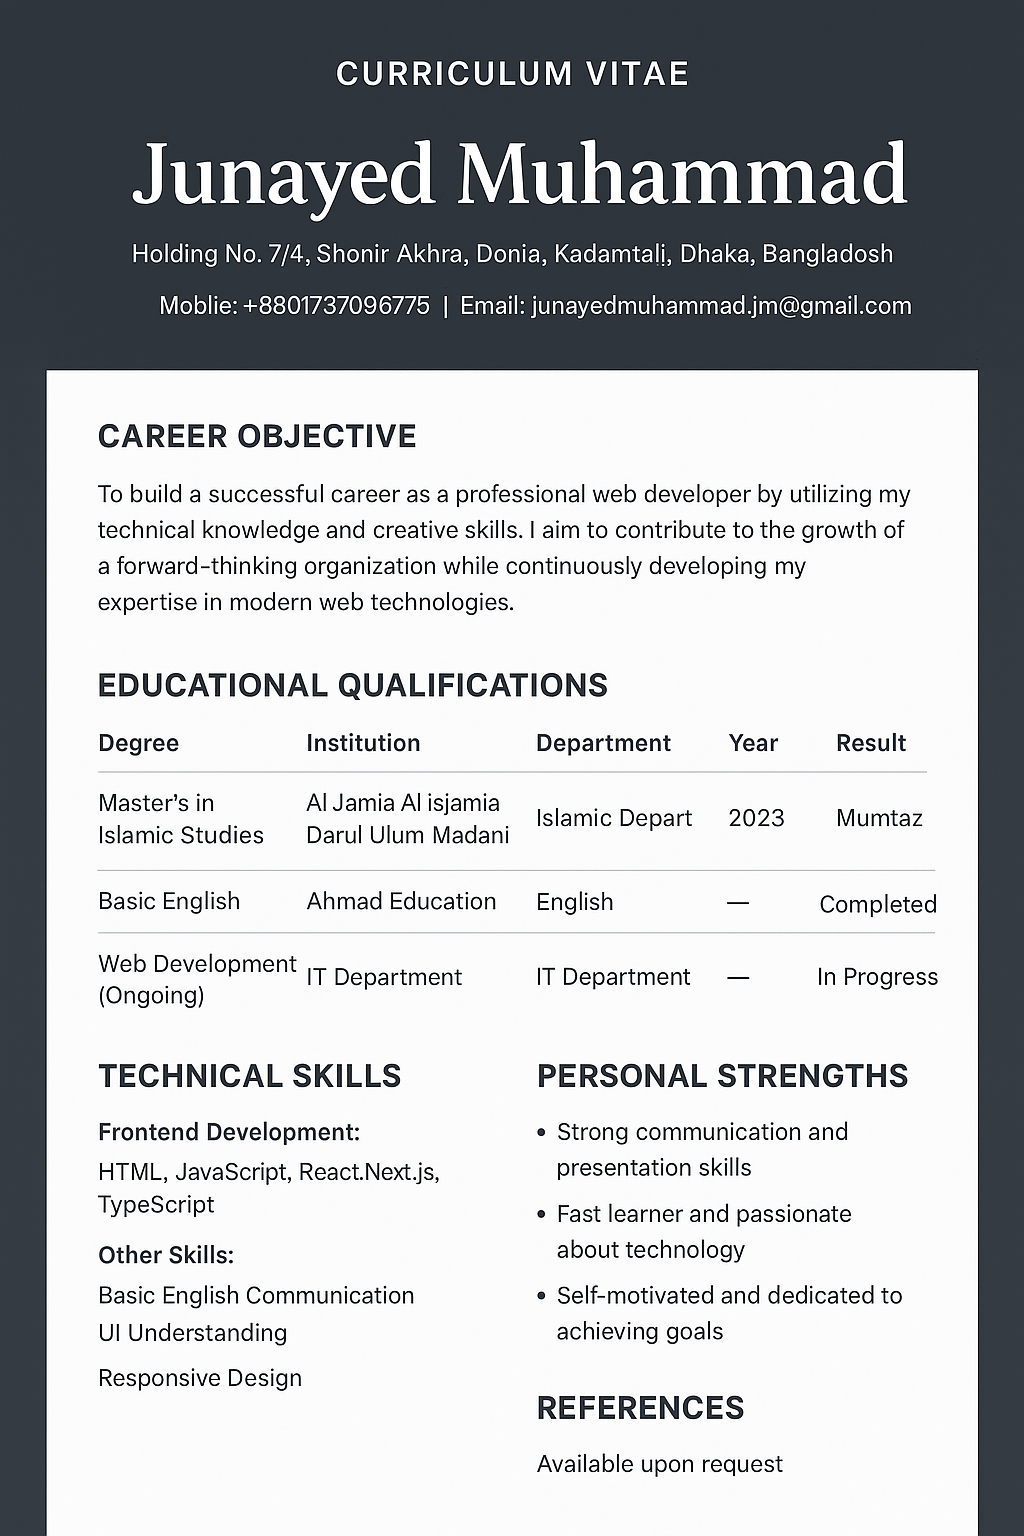 CURRICULUM VITAE
Junayed Muhammad
Holding No. 7/4, Shonir Akhra, Donia, Kadamtali̩, Dhaka, Bangladosh
Moblie: +8801737096775 | Email: junayedmuhammad.jm@gmail.com
CAREER OBJECTIVE
To build a successful career as a professional web developer by utilizing my
technical knowledge and creative skills. I aim to contribute to the growth of
a forward-thinking organization while continuously developing my
expertise in modern web technologies.
EDUCATIONAL QUALIFICATIONS
Degree Institution Department Year Result
Master's in
Islamic Studies
Al Jamia Al isjamia
Darul Ulum Madani
Islamic Depart 2023 Mumtaz
Basic English Ahmad Education English — Completed
Web Development
(Ongoing)
IT Department IT Department — In Progress
TECHNICAL SKILLS
Frontend Development:
HTML, JavaScript, React.Next.js,
TypeScript
Other Skills:
Basic English Communication
UI Understanding
Responsive Design
PERSONAL STRENGTHS
• Strong communication and
presentation skills
• Fast learner and passionate
about technology
• Self-motivated and dedicated to
achieving goals
REFERENCES
Available upon request